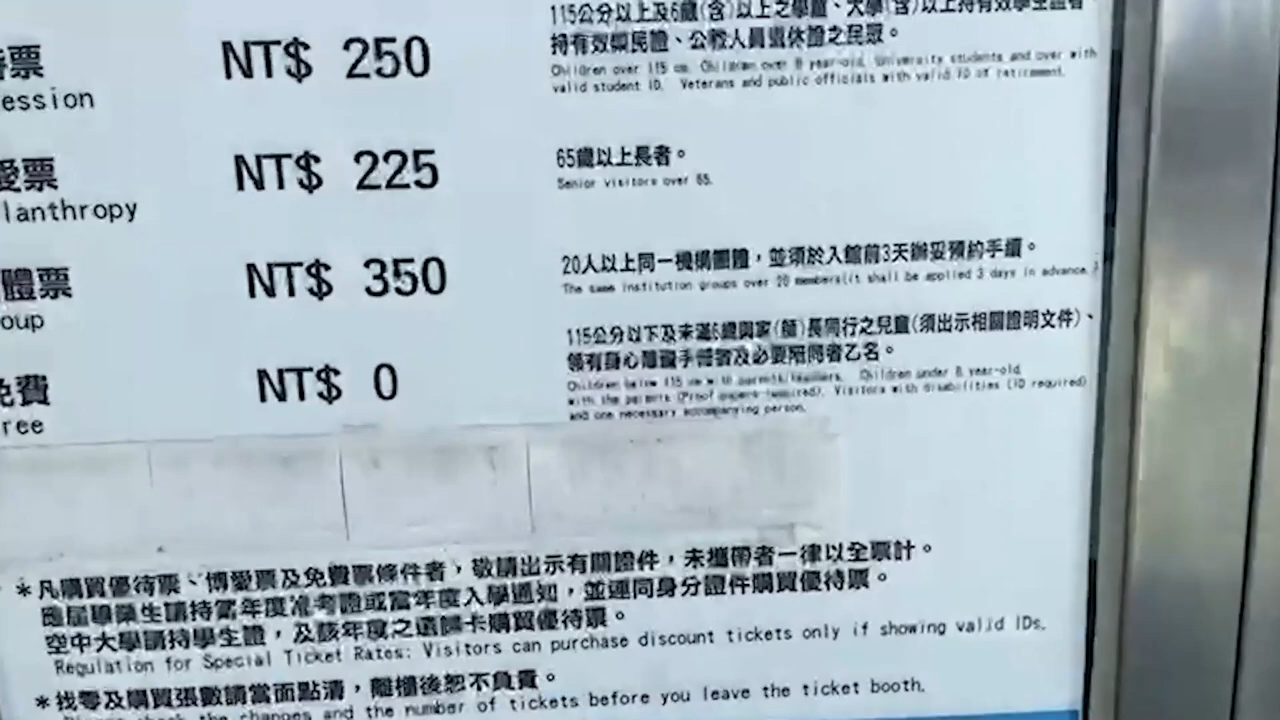 115公分以上及6歲(含)以上之學童、大學(含)以上持有效學生證者、
待票 NT$ 250 持有效榮民證、公教人員退休證之民眾。
ession Children over 115 cm. Children over 6 year-old. University students and over with
valid student ID. Veterans and public officials with valid ID of retirement.
愛票 NT$ 225 65歲以上長者。
lanthropy Senior visitors over 65.
體票 NT$ 350 20人以上同一機構團體，並須於入館前3天辦妥預約手續。
oup The same institution groups over 20 members(it shall be applied 3 days in advance.)
115公分以下及未滿6歲與家(師)長同行之兒童(須出示相關證明文件)、
免費 NT$ 0 領有身心障礙手冊者及必要陪同者乙名。
ree Children below 115 cm with parents/teachers. Children under 6 year-old
with the parents (Proof papers required). Visitors with disabilities (ID required)
and one necessary accompanying person.
*凡購買優待票、博愛票及免費票條件者，敬請出示有關證件，未攜帶者一律以全票計。
應屆畢業生請持當年度准考證或當年度入學通知，並連同身分證件購買優待票。
空中大學請持學生證，及該年度之選課卡購買優待票。
Regulation for Special Ticket Rates: Visitors can purchase discount tickets only if showing valid IDs.
*找零及購買張數請當面點清，離櫃後恕不負責。
Please check the changes and the number of tickets before you leave the ticket booth.